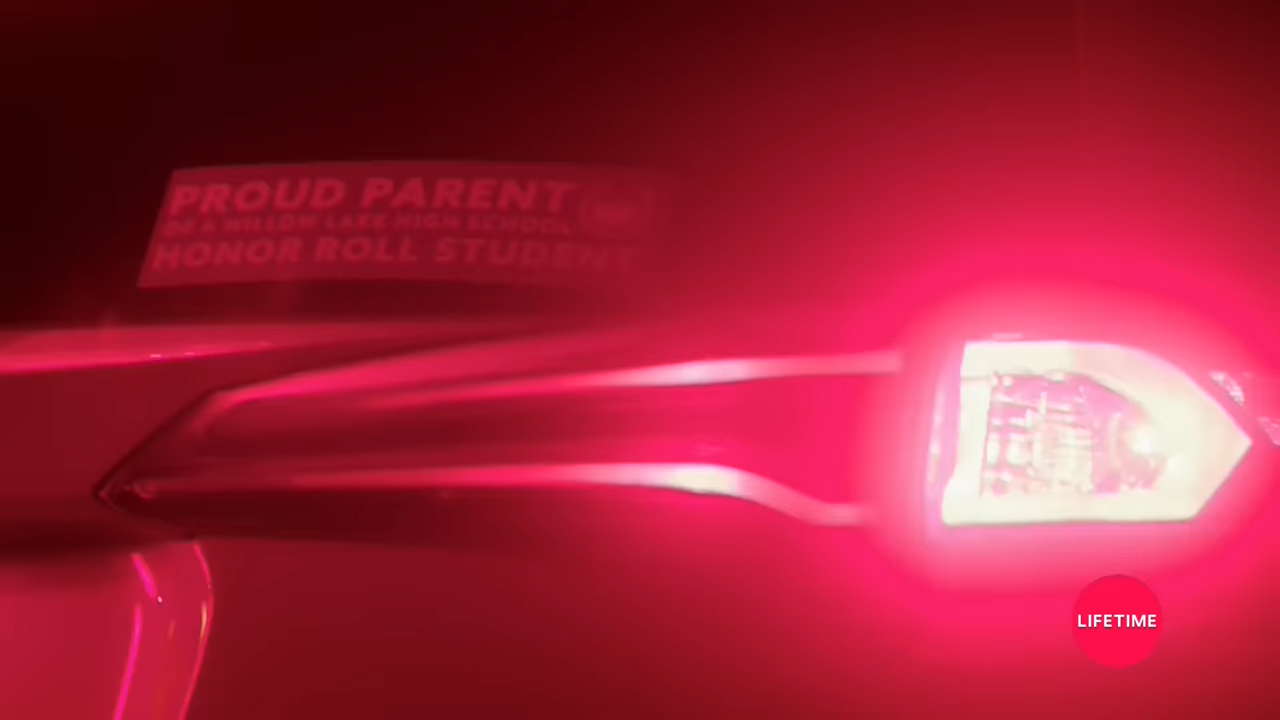 PROUD PARENT
OF A WILLOW LAKE HIGH SCHOOL
HONOR ROLL STUDENT
LIFETIME